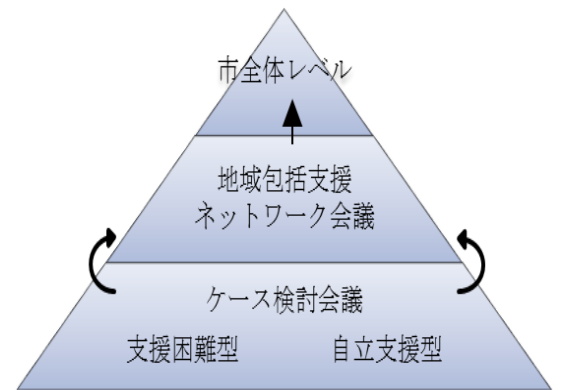 市全体レベル
地域包括支援
ネットワーク会議
ケース検討会議
支援困難型 自立支援型